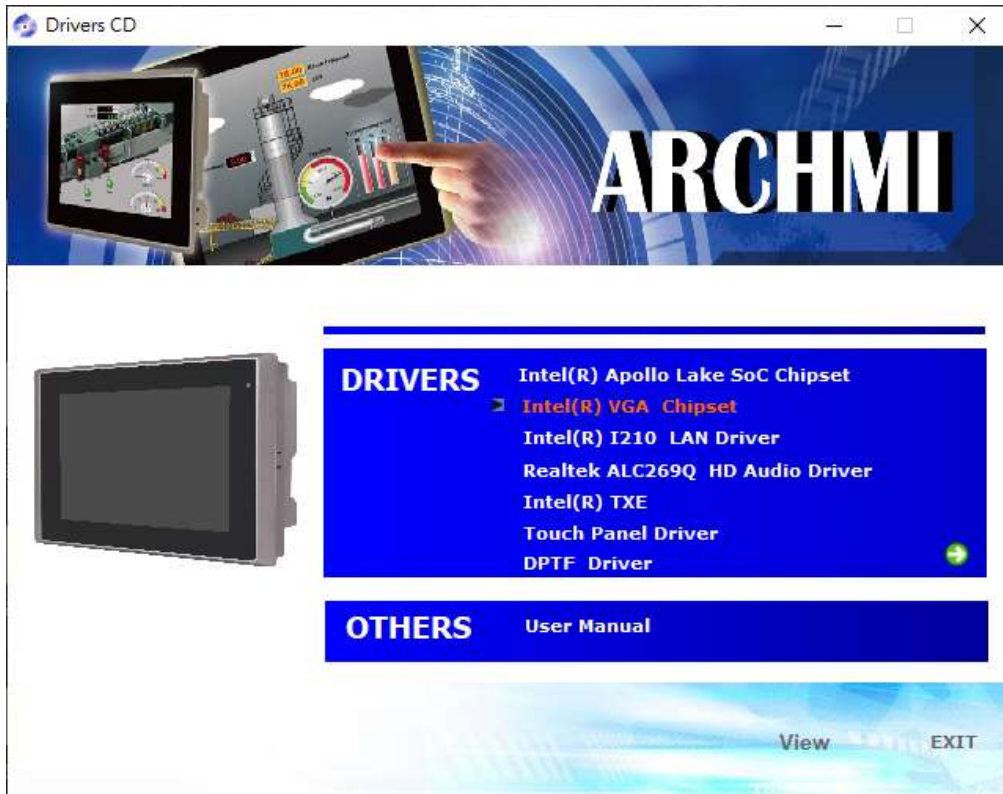 Drivers CD
ARCHMI
DRIVERS
Intel(R) Apollo Lake SoC Chipset
Intel(R) VGA  Chipset
Intel(R) I210  LAN Driver
Realtek ALC269Q  HD Audio Driver
Intel(R) TXE
Touch Panel Driver
DPTF  Driver
OTHERS
User Manual
View
EXIT